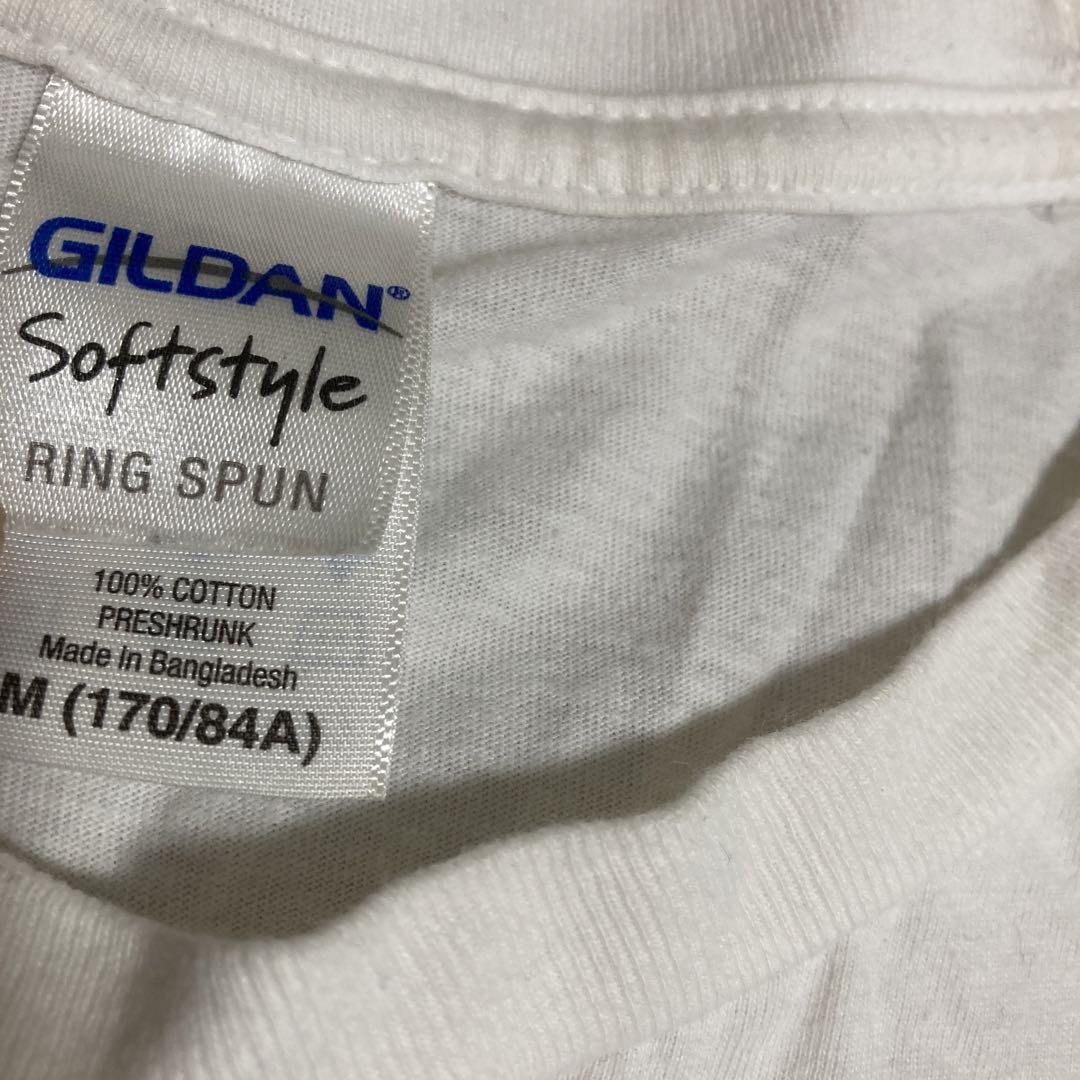 GILDAN®
Softstyle
RING SPUN
100% COTTON
PRESHRUNK
Made In Bangladesh
M (170/84A)